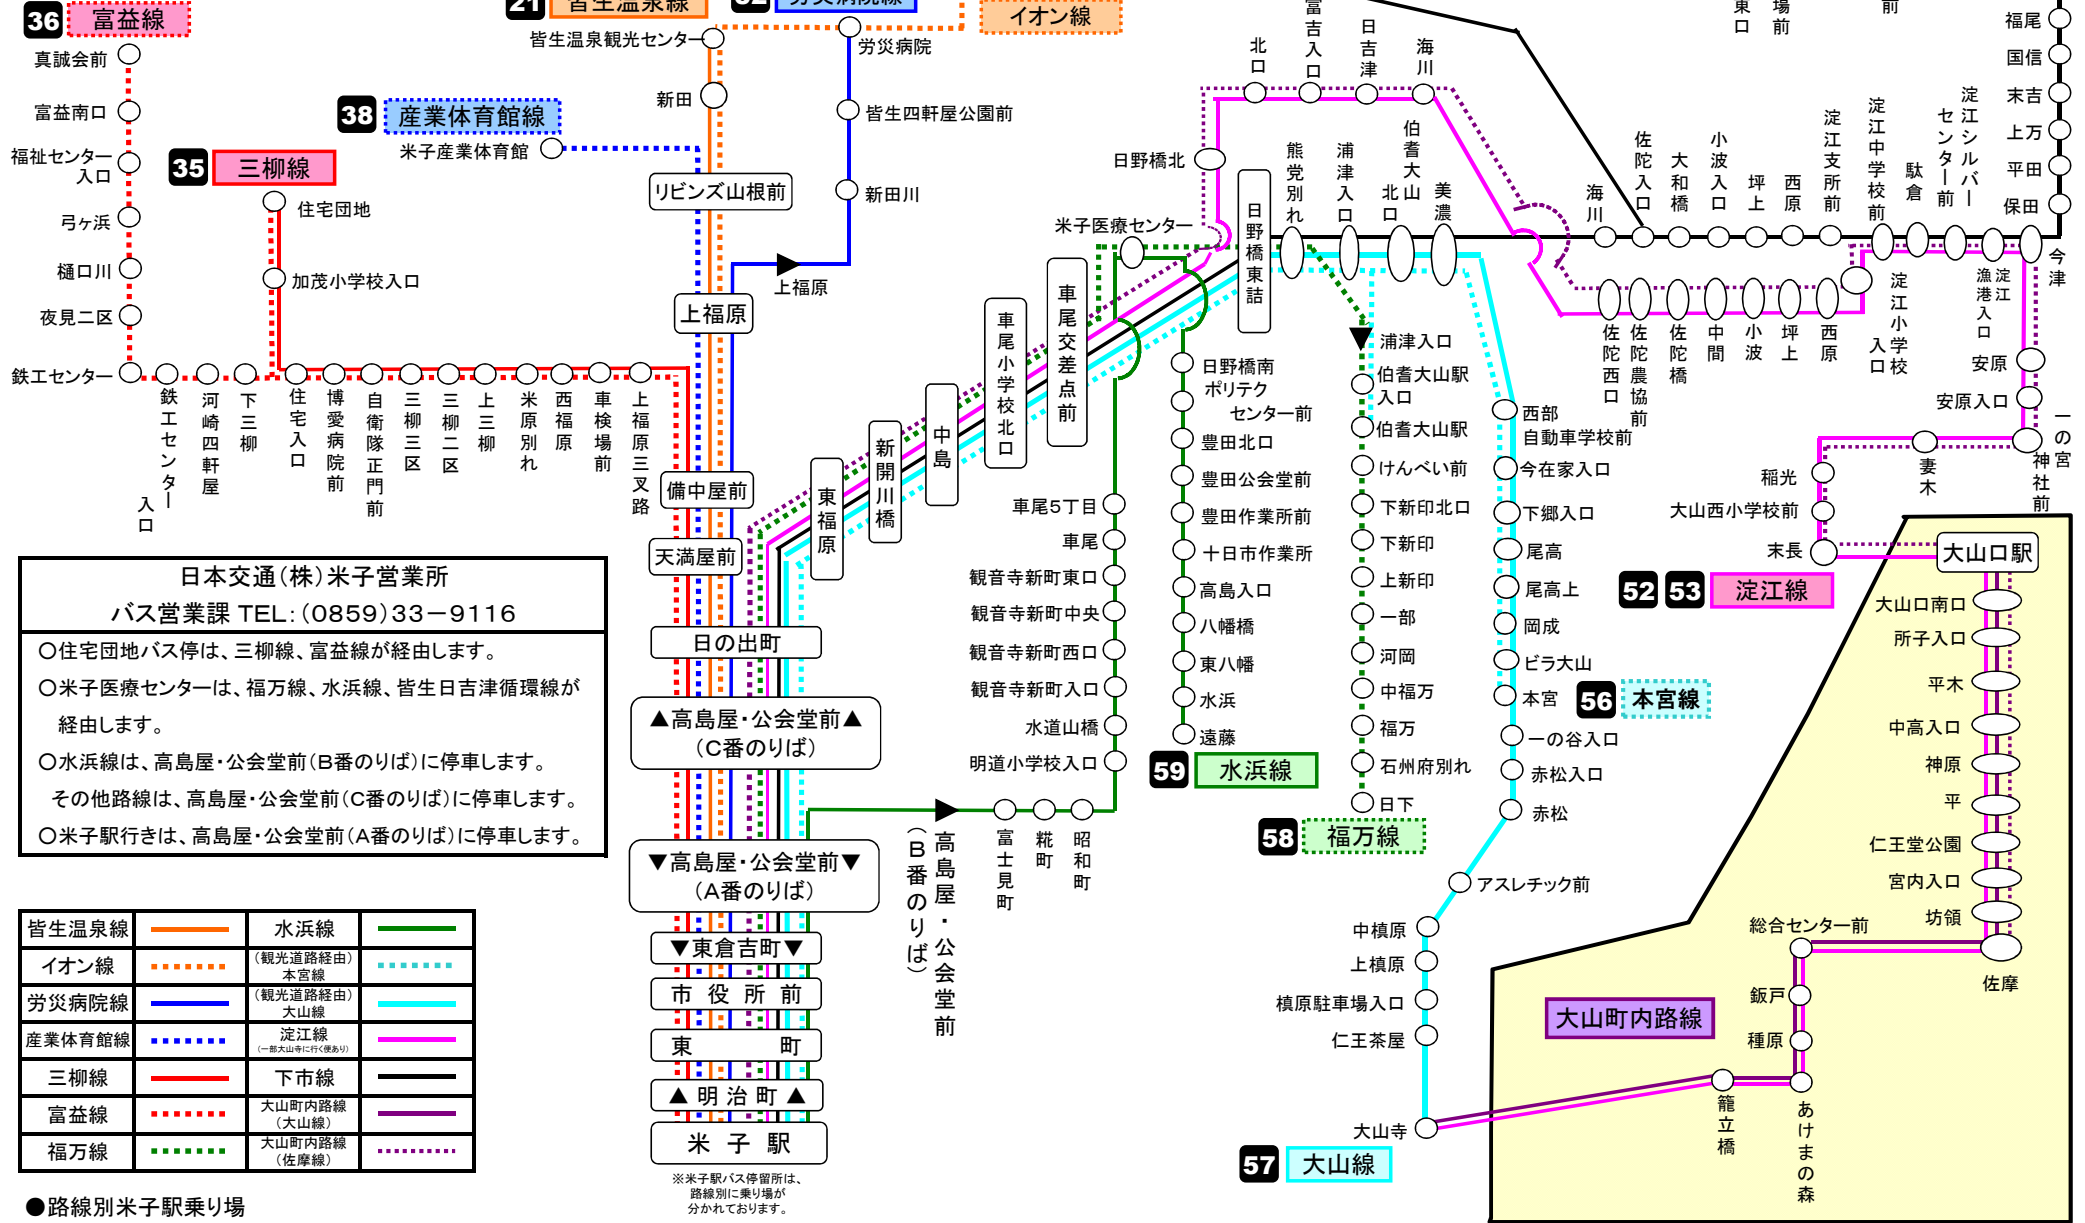 36 富益線
21 皆生温泉線
労災病院線
イオン線
富吉入口
東口
場前
前
真誠会前
富益南口
福祉センター入口
弓ヶ浜
樋口川
夜見二区
鉄工センター
35 三柳線
住宅団地
加茂小学校入口
38 産業体育館線
米子産業体育館
皆生温泉観光センター
新田
労災病院
皆生四軒屋公園前
新田川
上福原
リビンズ山根前
上福原
備中屋前
天満屋前
日の出町
▲高島屋・公会堂前▲
(C番のりば)
▼高島屋・公会堂前▼
(A番のりば)
▼東倉吉町▼
市役所前
東町
▲明治町▲
米子駅
※米子駅バス停留所は、
路線別に乗り場が
分かれております。
鉄工センター入口
河崎四軒屋
下三柳
住宅入口
博愛病院前
自衛隊正門前
三柳三区
三柳二区
上三柳
米原別れ
西福原
車検場前
上福原三叉路
東福原
新開川橋
中島
車尾小学校北口
車尾交差点前
日野橋東詰
米子医療センター
日野橋北
北口
日吉津
海川
熊党別れ
浦津入口
伯耆大山北口
美濃
海川
佐陀入口
大和橋
小波入口
坪上
西原
淀江支所前
淀江中学校前
駄倉
淀江シルバーセンター前
淀江漁港入口
今津
福尾
国信
末吉
上万
平田
保田
佐陀西口
佐陀農協前
佐陀橋
中間
小波
坪上
西原
淀江小学校入口
安原
安原入口
一の宮神社前
妻木
稲光
大山西小学校前
末長
52 53 淀江線
大山口駅
大山口南口
所子入口
平木
中高入口
神原
平
仁王堂公園
宮内入口
坊領
佐摩
総合センター前
鈑戸
種原
あけまの森
籠立橋
大山町内路線
車尾5丁目
車尾
観音寺新町東口
観音寺新町中央
観音寺新町西口
観音寺新町入口
水道山橋
明道小学校入口
高島屋・公会堂前
(B番のりば)
富士見町
糀町
昭和町
日野橋南
ポリテクセンター前
豊田北口
豊田公会堂前
豊田作業所前
十日市作業所
高島入口
八幡橋
東八幡
水浜
遠藤
59 水浜線
浦津入口
伯耆大山駅入口
伯耆大山駅
けんぺい前
下新印北口
下新印
上新印
一部
河岡
中福万
福万
石州府別れ
日下
58 福万線
西部自動車学校前
今在家入口
下郷入口
尾高
尾高上
岡成
ビラ大山
本宮
56 本宮線
一の谷入口
赤松入口
赤松
アスレチック前
中槙原
上槙原
槙原駐車場入口
仁王茶屋
大山寺
57 大山線
日本交通(株)米子営業所
バス営業課 TEL:(0859)33-9116
○住宅団地バス停は、三柳線、富益線が経由します。
○米子医療センターは、福万線、水浜線、皆生日吉津循環線が
経由します。
○水浜線は、高島屋・公会堂前(B番のりば)に停車します。
その他路線は、高島屋・公会堂前(C番のりば)に停車します。
○米子駅行きは、高島屋・公会堂前(A番のりば)に停車します。
皆生温泉線 水浜線
イオン線 (観光道路経由)本宮線
労災病院線 (観光道路経由)大山線
産業体育館線 淀江線(一部大山寺に行く便あり)
三柳線 下市線
富益線 大山町内路線(大山線)
福万線 大山町内路線(佐摩線)
●路線別米子駅乗り場